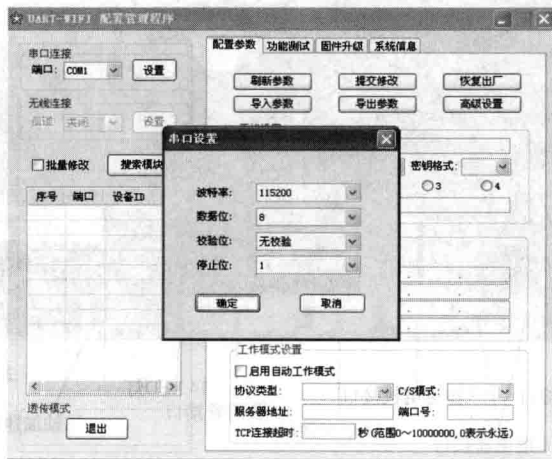 UART-WIFI 配置管理程序
串口连接
端口: COM1 设置
无线连接
信道 关闭 设置
批量修改 搜索模块
序号 端口 设备ID
透传模式
退出
配置参数 功能测试 固件升级 系统信息
刷新参数 提交修改 恢复出厂
导入参数 导出参数 高级设置
密钥格式:
3 4
串口设置
波特率: 115200
数据位: 8
校验位: 无校验
停止位: 1
确定 取消
工作模式设置
启用自动工作模式
协议类型: C/S模式:
服务器地址: 端口号:
TCP连接超时: 秒(范围0~10000000,0表示永远)